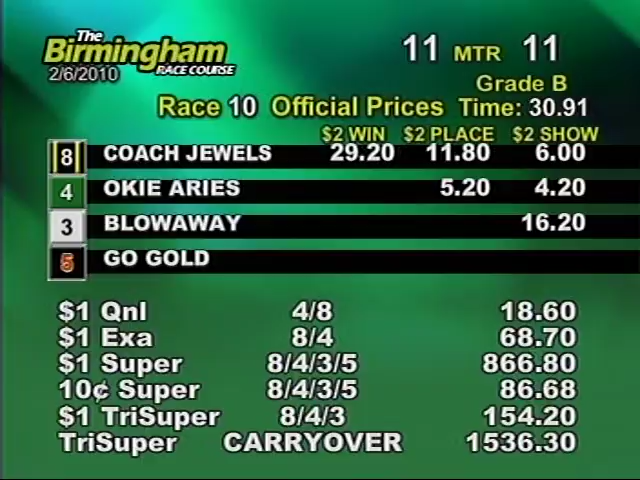 The
Birmingham
RACE COURSE
2/6/2010
11 MTR 11
Grade B
Race 10 Official Prices Time: 30.91
$2 WIN $2 PLACE $2 SHOW
8 COACH JEWELS 29.20 11.80 6.00
4 OKIE ARIES 5.20 4.20
3 BLOWAWAY 16.20
5 GO GOLD
$1 Qnl 4/8 18.60
$1 Exa 8/4 68.70
$1 Super 8/4/3/5 866.80
10¢ Super 8/4/3/5 86.68
$1 TriSuper 8/4/3 154.20
TriSuper CARRYOVER 1536.30